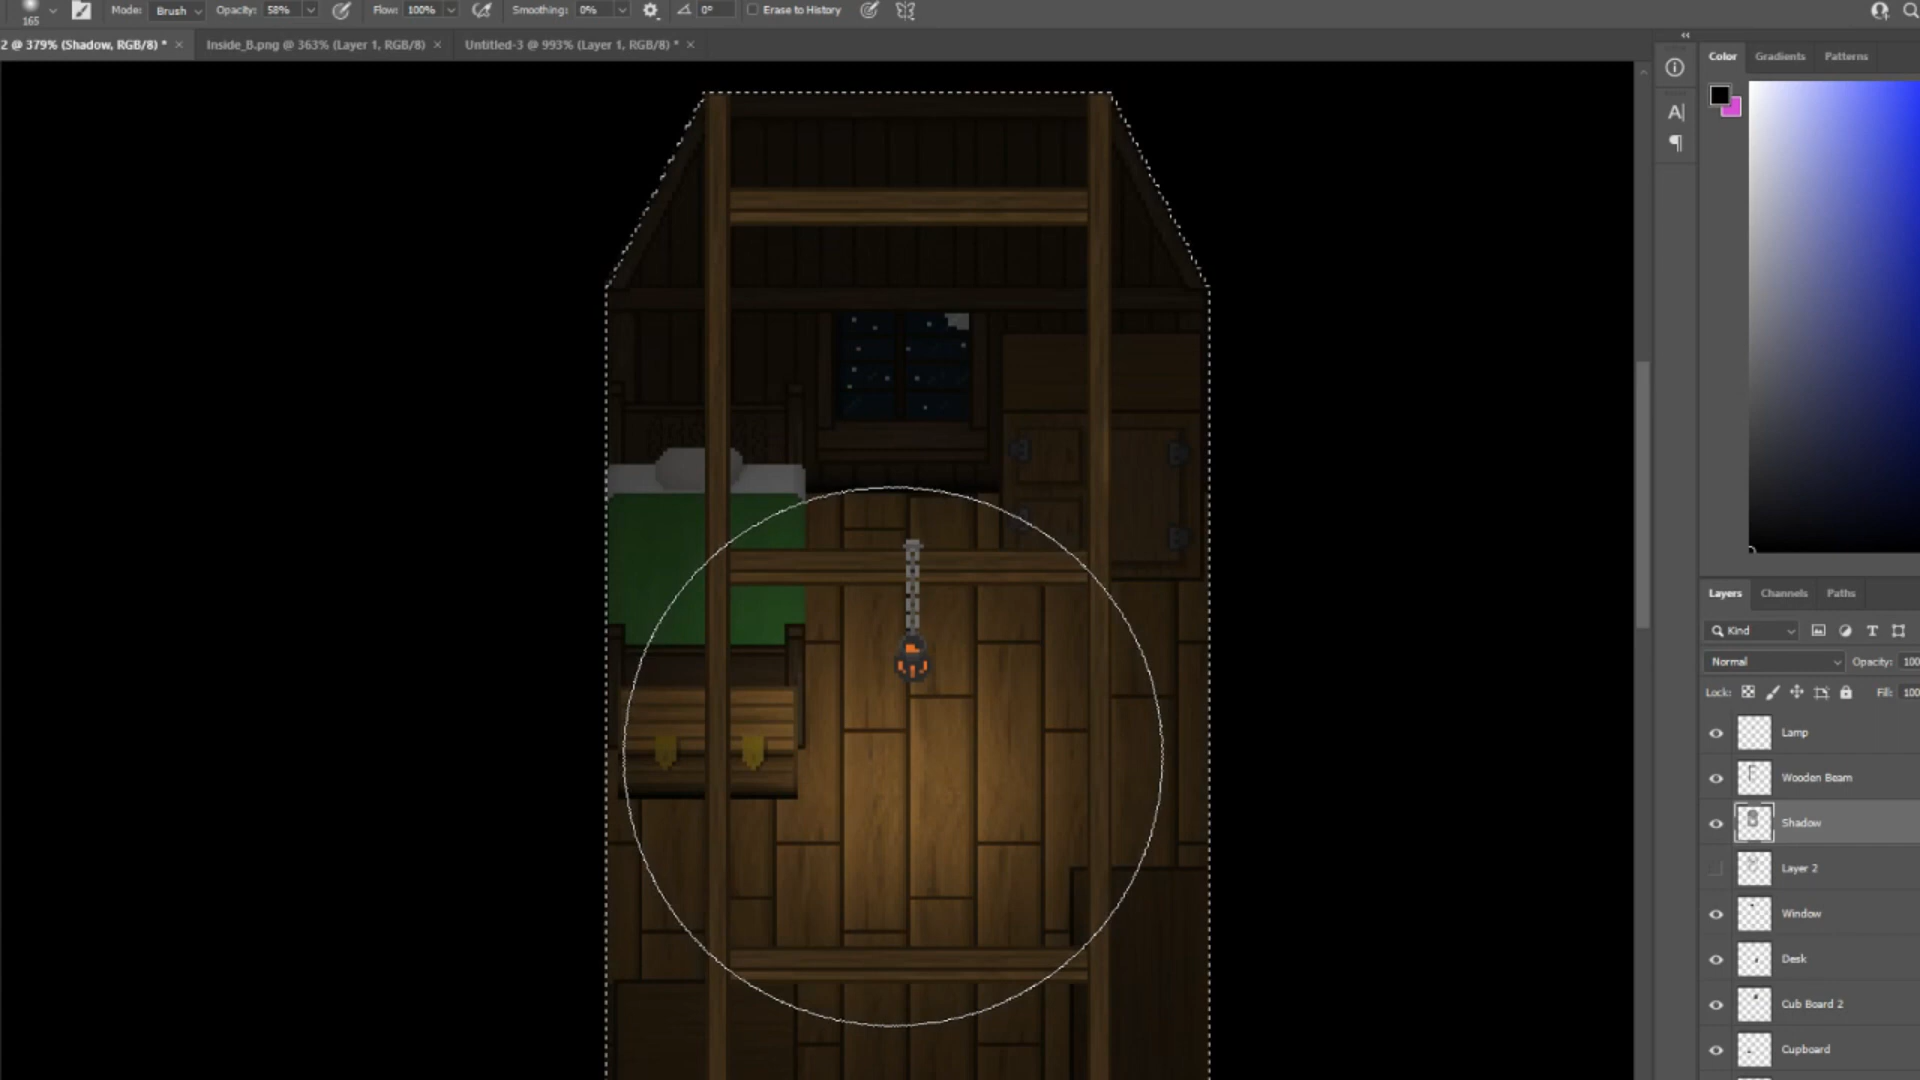 165 Mode: Brush Opacity: 58% Flow: 100% Smoothing: 0% 0° Erase to History
2 @ 379% (Shadow, RGB/8) * × Inside_B.png @ 363% (Layer 1, RGB/8) × Untitled-3 @ 993% (Layer 1, RGB/8) * ×
Color Gradients Patterns
Layers Channels Paths
Kind
Normal Opacity: 100
Lock: Fill: 100
Lamp
Wooden Beam
Shadow
Layer 2
Window
Desk
Cub Board 2
Cupboard